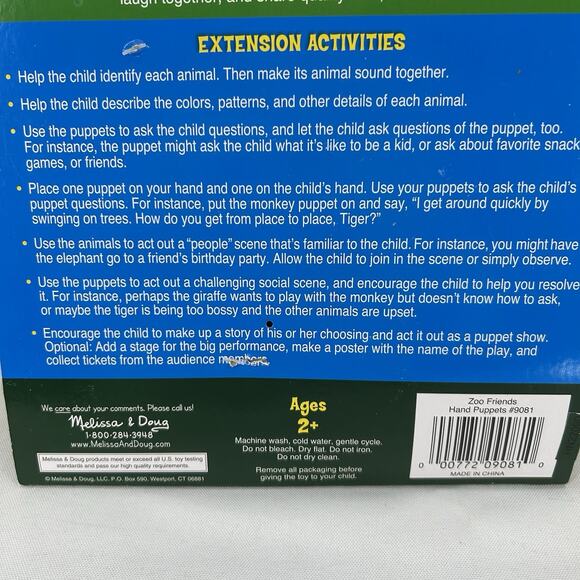 laugh together, and share
EXTENSION ACTIVITIES
• Help the child identify each animal. Then make its animal sound together.
• Help the child describe the colors, patterns, and other details of each animal.
• Use the puppets to ask the child questions, and let the child ask questions of the puppet, too.
For instance, the puppet might ask the child what it's like to be a kid, or ask about favorite snack
games, or friends.
• Place one puppet on your hand and one on the child's hand. Use your puppets to ask the child's
puppet questions. For instance, put the monkey puppet on and say, "I get around quickly by
swinging on trees. How do you get from place to place, Tiger?"
• Use the animals to act out a "people" scene that's familiar to the child. For instance, you might have
the elephant go to a friend's birthday party. Allow the child to join in the scene or simply observe.
• Use the puppets to act out a challenging social scene, and encourage the child to help you resolve
it. For instance, perhaps the giraffe wants to play with the monkey but doesn't know how to ask,
or maybe the tiger is being too bossy and the other animals are upset.
• Encourage the child to make up a story of his or her choosing and act it out as a puppet show.
Optional: Add a stage for the big performance, make a poster with the name of the play, and
collect tickets from the audience members.
We care about your comments. Please call us!
Melissa & Doug
1-800-284-3948
www.MelissaAndDoug.com
Melissa & Doug products meet or exceed all U.S. toy testing
standards and pass our high quality requirements.
© Melissa & Doug, L.L.C. P.O. Box 590, Westport, CT 06881
Ages
2+
Machine wash, cold water, gentle cycle.
Do not bleach. Dry flat. Do not iron.
Do not dry clean.
Remove all packaging before
giving the toy to your child.
Zoo Friends
Hand Puppets #9081
0 00772 09081 0
MADE IN CHINA